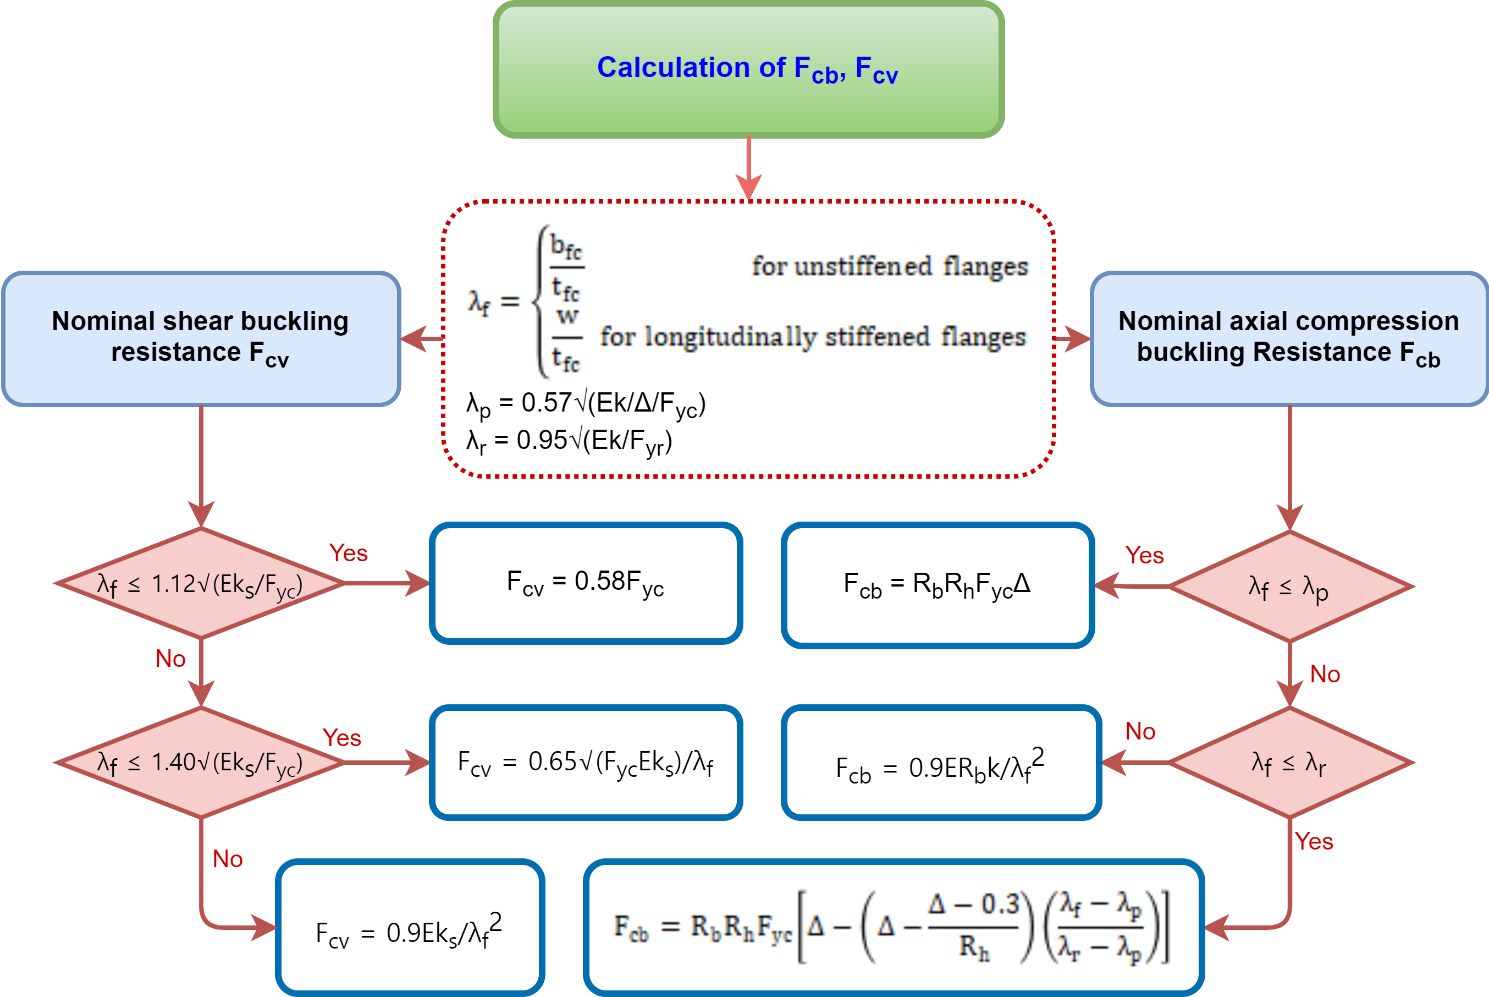 Calculation of Fcb, Fcv
λf = { bfc/tfc for unstiffened flanges
w/tfc for longitudinally stiffened flanges
λp = 0.57√(Ek/Δ/Fyc)
λr = 0.95√(Ek/Fyr)
Nominal shear buckling
resistance Fcv
Nominal axial compression
buckling Resistance Fcb
λf ≤ 1.12√(Eks/Fyc)
Yes
Fcv = 0.58Fyc
No
λf ≤ 1.40√(Eks/Fyc)
Yes
Fcv = 0.65√(FycEks)/λf
No
Fcv = 0.9Eks/λf²
λf ≤ λp
Yes
Fcb = RbRhFycΔ
No
λf ≤ λr
No
Fcb = 0.9ERbk/λf²
Yes
Fcb = RbRhFyc[Δ − (Δ − (Δ − 0.3)/Rh)((λf − λp)/(λr − λp))]